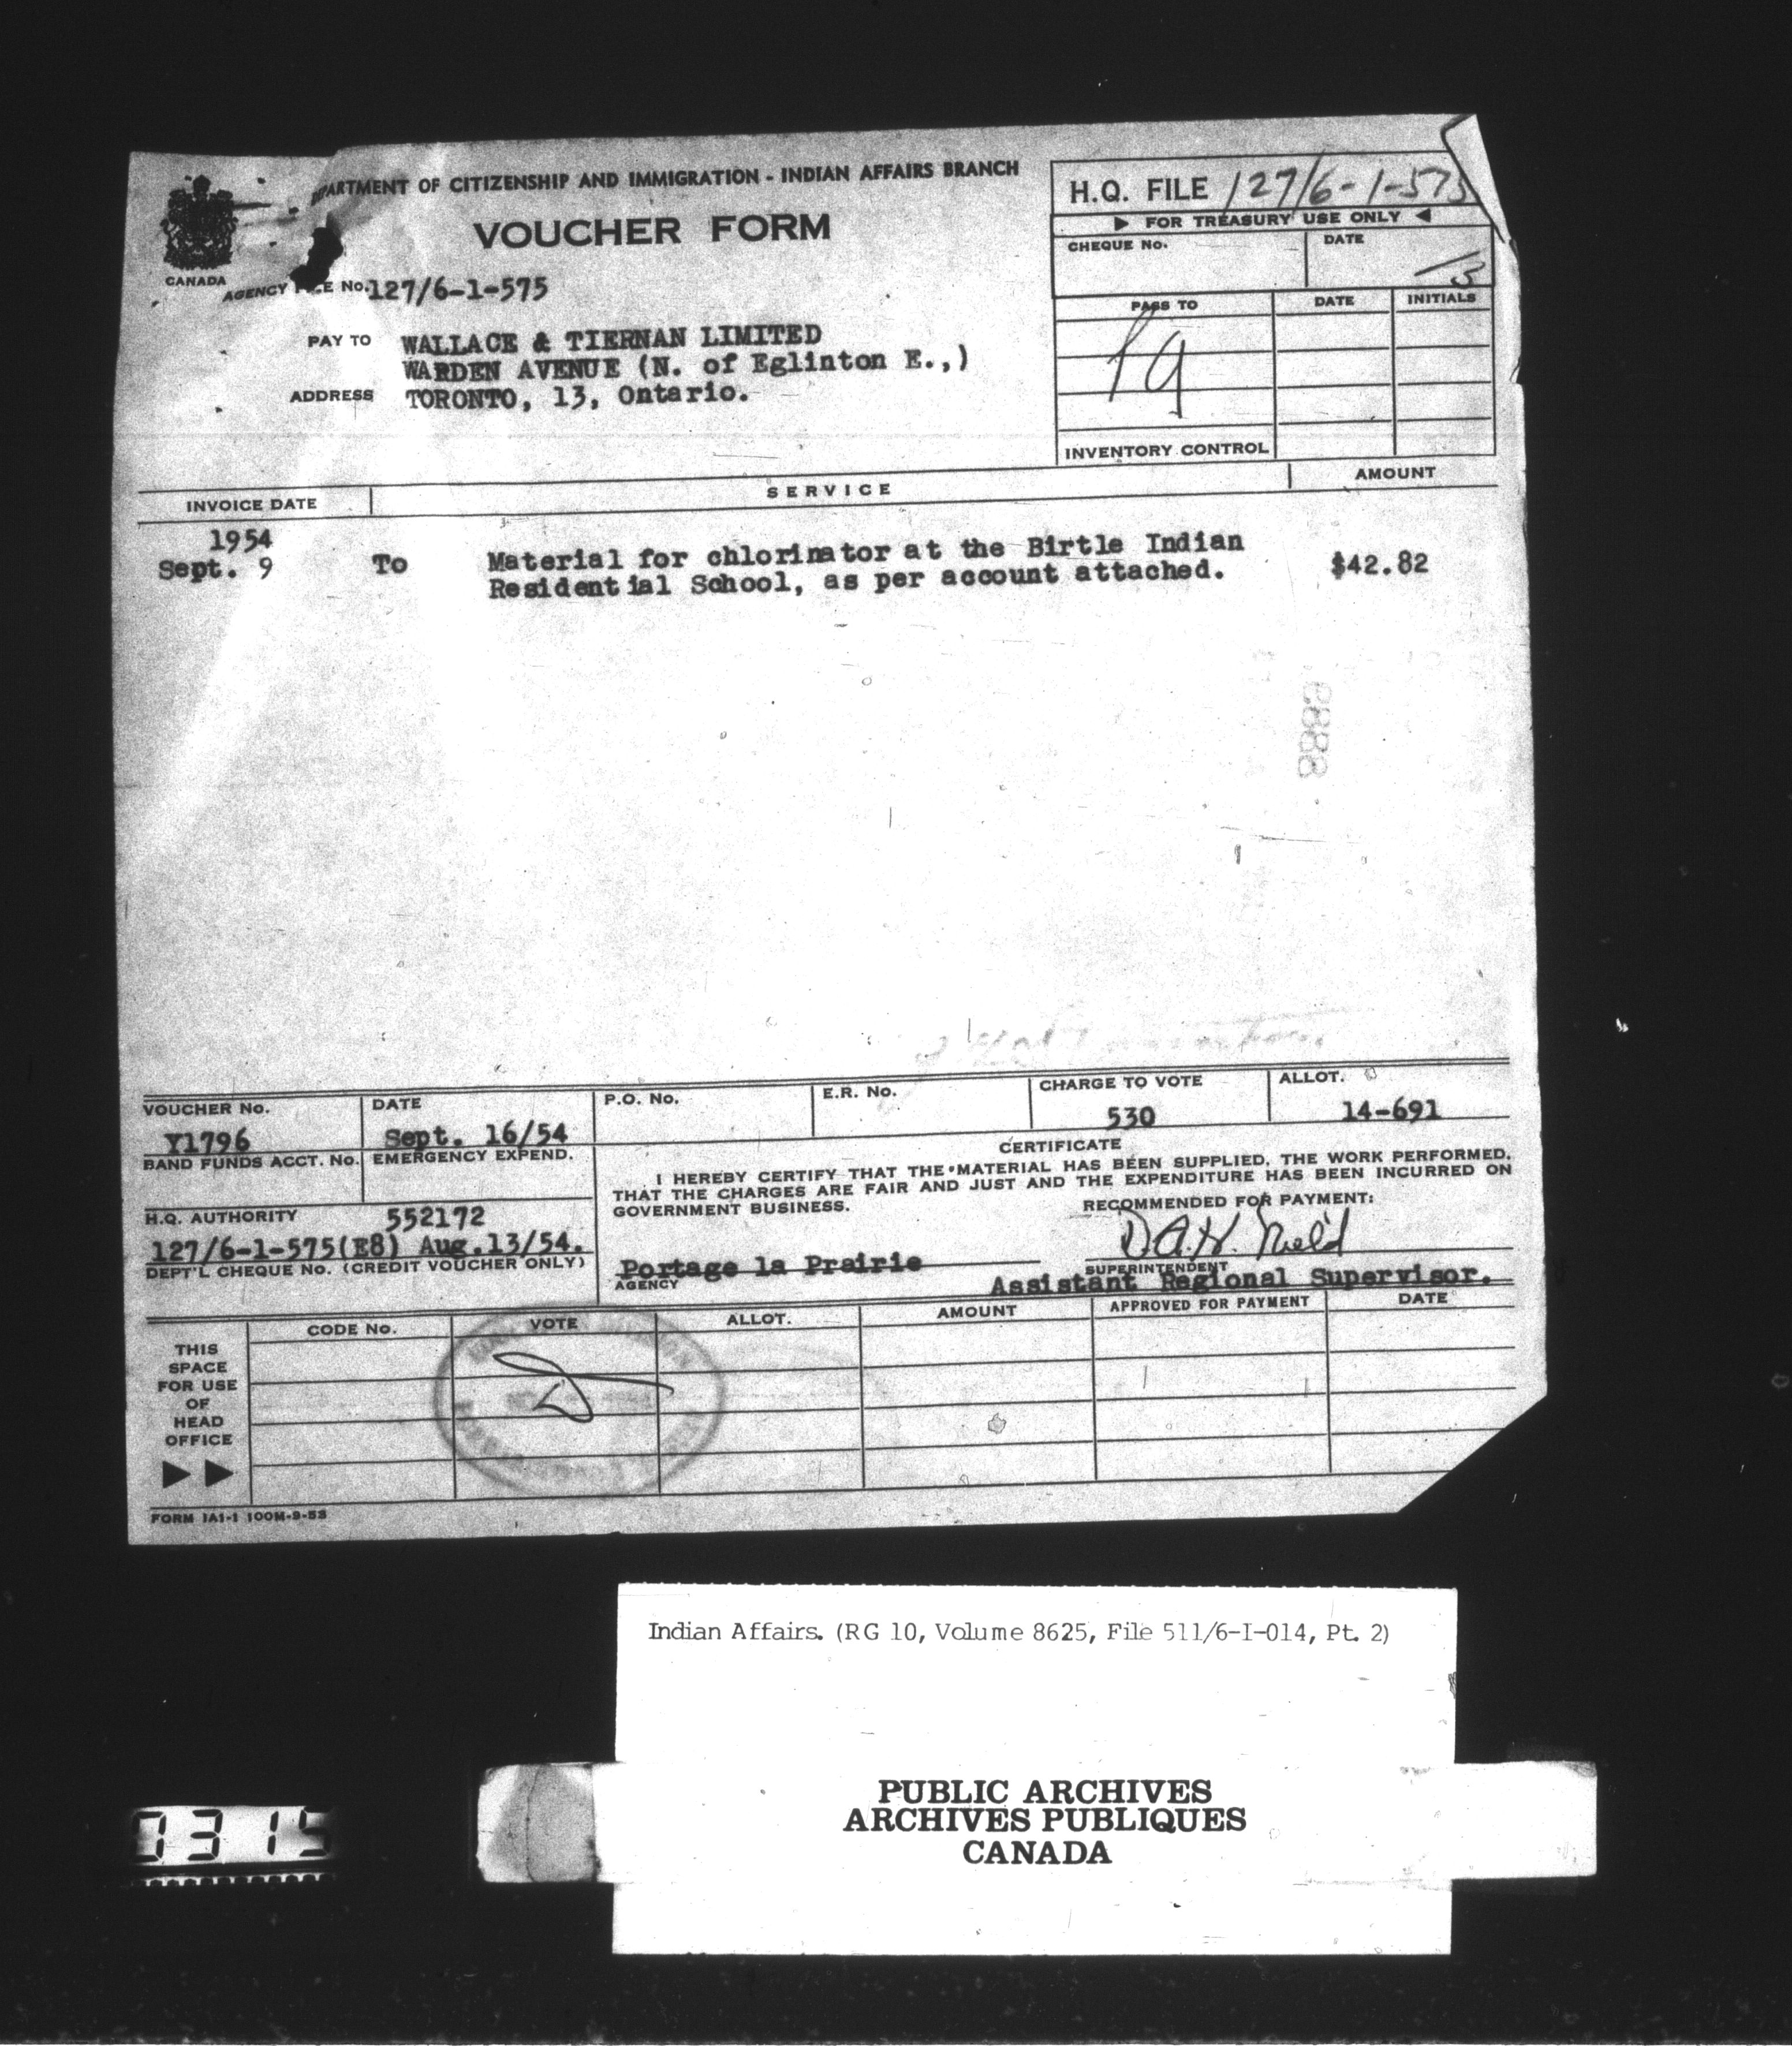 DEPARTMENT OF CITIZENSHIP AND IMMIGRATION - INDIAN AFFAIRS BRANCH
VOUCHER FORM
CANADA
AGENCY FILE No. 127/6-1-575
H.Q. FILE 127/6-1-575
▶ FOR TREASURY USE ONLY ◀
CHEQUE No. DATE
PASS TO DATE INITIALS
INVENTORY CONTROL
PAY TO WALLACE & TIERNAN LIMITED
WARDEN AVENUE (N. of Eglinton E.,)
ADDRESS TORONTO, 13, Ontario.
INVOICE DATE SERVICE AMOUNT
1954
Sept. 9 To Material for chlorinator at the Birtle Indian $42.82
Residential School, as per account attached.
VOUCHER No. DATE P.O. No. E.R. No. CHARGE TO VOTE ALLOT.
Y1796 Sept. 16/54 530 14-691
BAND FUNDS ACCT. No. EMERGENCY EXPEND.
CERTIFICATE
I HEREBY CERTIFY THAT THE MATERIAL HAS BEEN SUPPLIED, THE WORK PERFORMED,
THAT THE CHARGES ARE FAIR AND JUST AND THE EXPENDITURE HAS BEEN INCURRED ON
GOVERNMENT BUSINESS.
RECOMMENDED FOR PAYMENT:
H.Q. AUTHORITY 552172
127/6-1-575(E8) Aug.13/54.
DEPT'L CHEQUE No. (CREDIT VOUCHER ONLY)
Portage la Prairie
AGENCY
D.A.H. Nield
SUPERINTENDENT
Assistant Regional Supervisor.
CODE No. VOTE ALLOT. AMOUNT APPROVED FOR PAYMENT DATE
THIS
SPACE
FOR USE
OF
HEAD
OFFICE
▶ ▶
FORM IA1-1 100M-9-53
Indian Affairs. (RG 10, Volume 8625, File 511/6-1-014, Pt. 2)
PUBLIC ARCHIVES
ARCHIVES PUBLIQUES
CANADA
0315